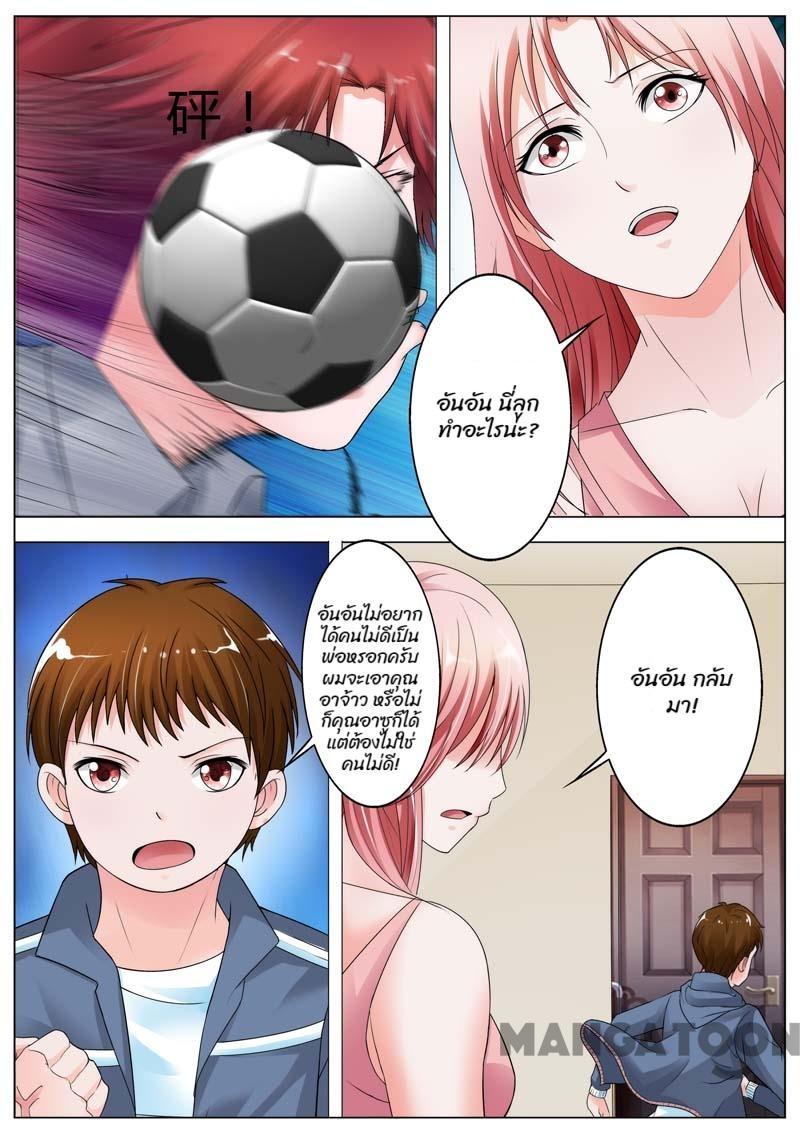 砰！
อันอัน นี่ลูก
ทำอะไรน่ะ?
อันอันไม่อยาก
ได้คนไม่ดีเป็น
พ่อหรอกครับ
ผมจะเอาคุณ
อาจ้าว หรือไม่
ก็คุณอาซูก็ได้
แต่ต้องไม่ใช่
คนไม่ดี!
อันอัน กลับ
มา!
MANGATOON